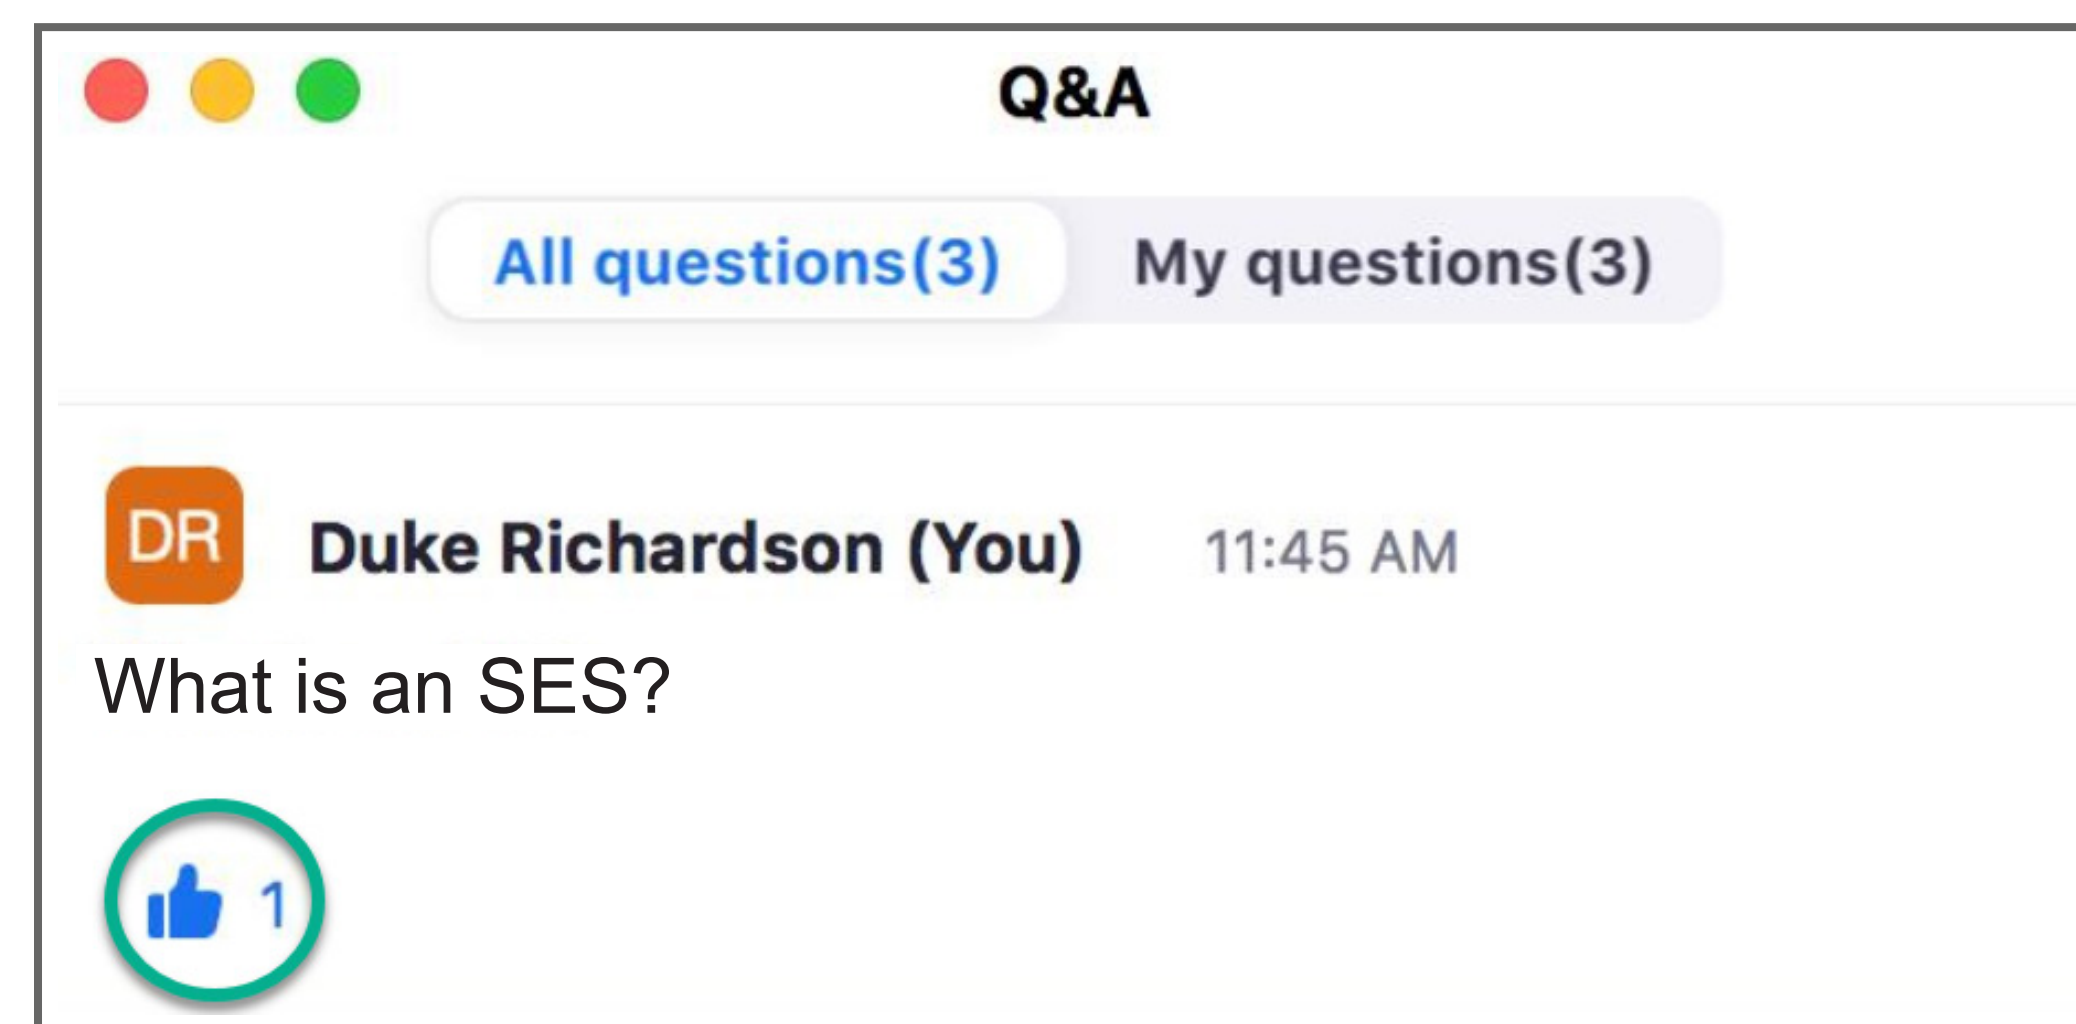 Q&A
All questions(3) My questions(3)
DR Duke Richardson (You) 11:45 AM
What is an SES?
1